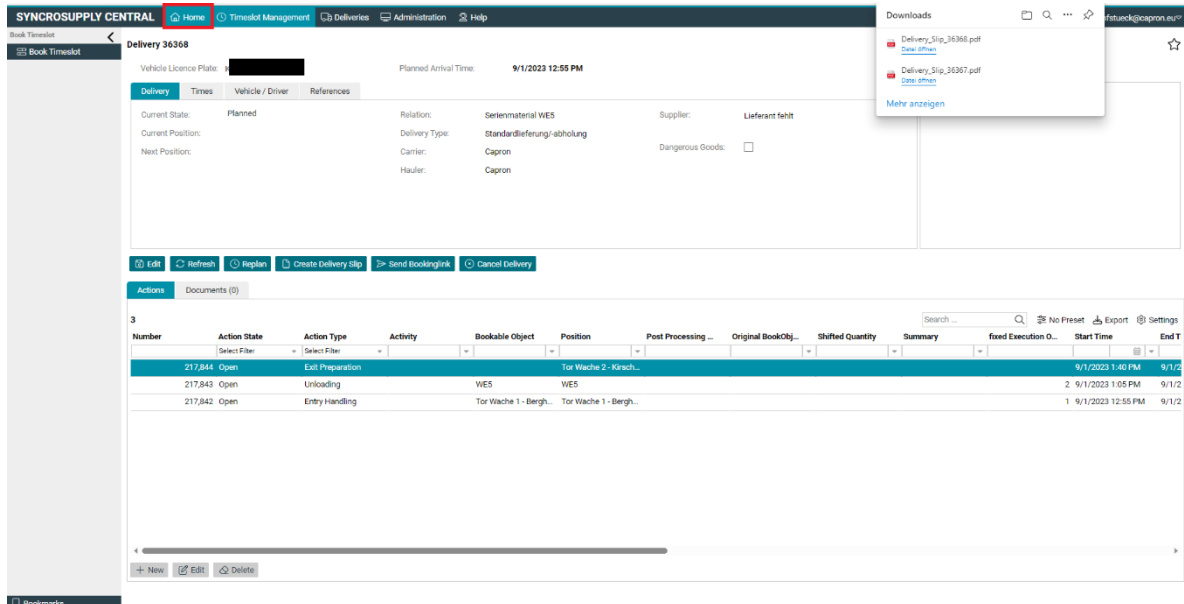 SYNCROSUPPLY CENTRAL Home Timeslot Management Deliveries Administration Help
Downloads
nfstueck@capron.eu
Book Timeslot
Book Timeslot
Delivery_Slip_36368.pdf
Datei öffnen
Delivery_Slip_36367.pdf
Datei öffnen
Mehr anzeigen
Delivery 36368
Vehicle Licence Plate: Planned Arrival Time: 9/1/2023 12:55 PM
Delivery Times Vehicle / Driver References
Current State: Planned Relation: Serienmaterial WE5 Supplier: Lieferant fehlt
Current Position: Delivery Type: Standardlieferung/-abholung
Next Position: Carrier: Capron Dangerous Goods:
Hauler: Capron
Edit Refresh Replan Create Delivery Slip Send Bookinglink Cancel Delivery
Actions Documents (0)
3 Search ... No Preset Export Settings
Number Action State Action Type Activity Bookable Object Position Post Processing ... Original BookObj... Shifted Quantity Summary fixed Execution O... Start Time End T
Select Filter Select Filter
217,844 Open Exit Preparation Tor Wache 2 - Kirsch... 9/1/2023 1:40 PM 9/1/2
217,843 Open Unloading WE5 WE5 2 9/1/2023 1:05 PM 9/1/2
217,842 Open Entry Handling Tor Wache 1 - Bergh... Tor Wache 1 - Bergh... 1 9/1/2023 12:55 PM 9/1/2
New Edit Delete
Bookmarks